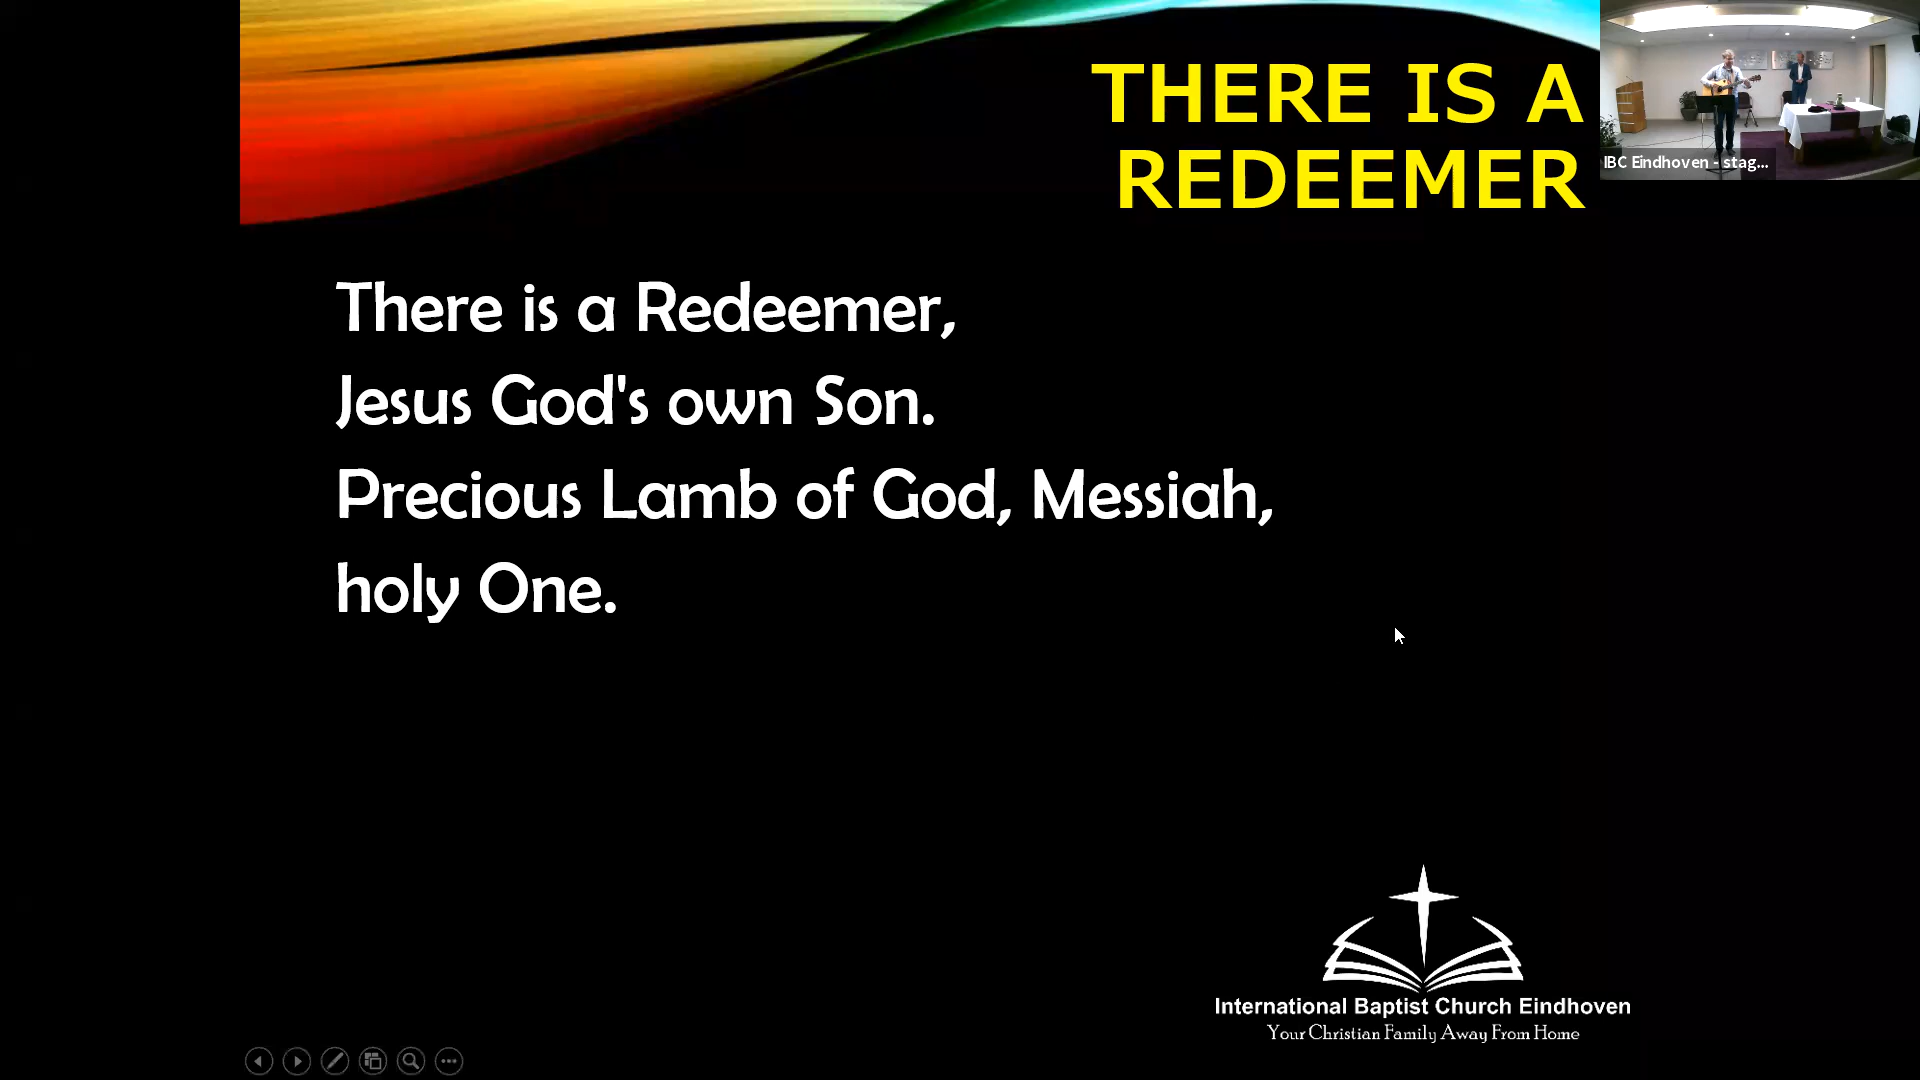 THERE IS A
REDEEMER
IBC Eindhoven - stag...
There is a Redeemer,
Jesus God's own Son.
Precious Lamb of God, Messiah,
holy One.
International Baptist Church Eindhoven
Your Christian Family Away From Home